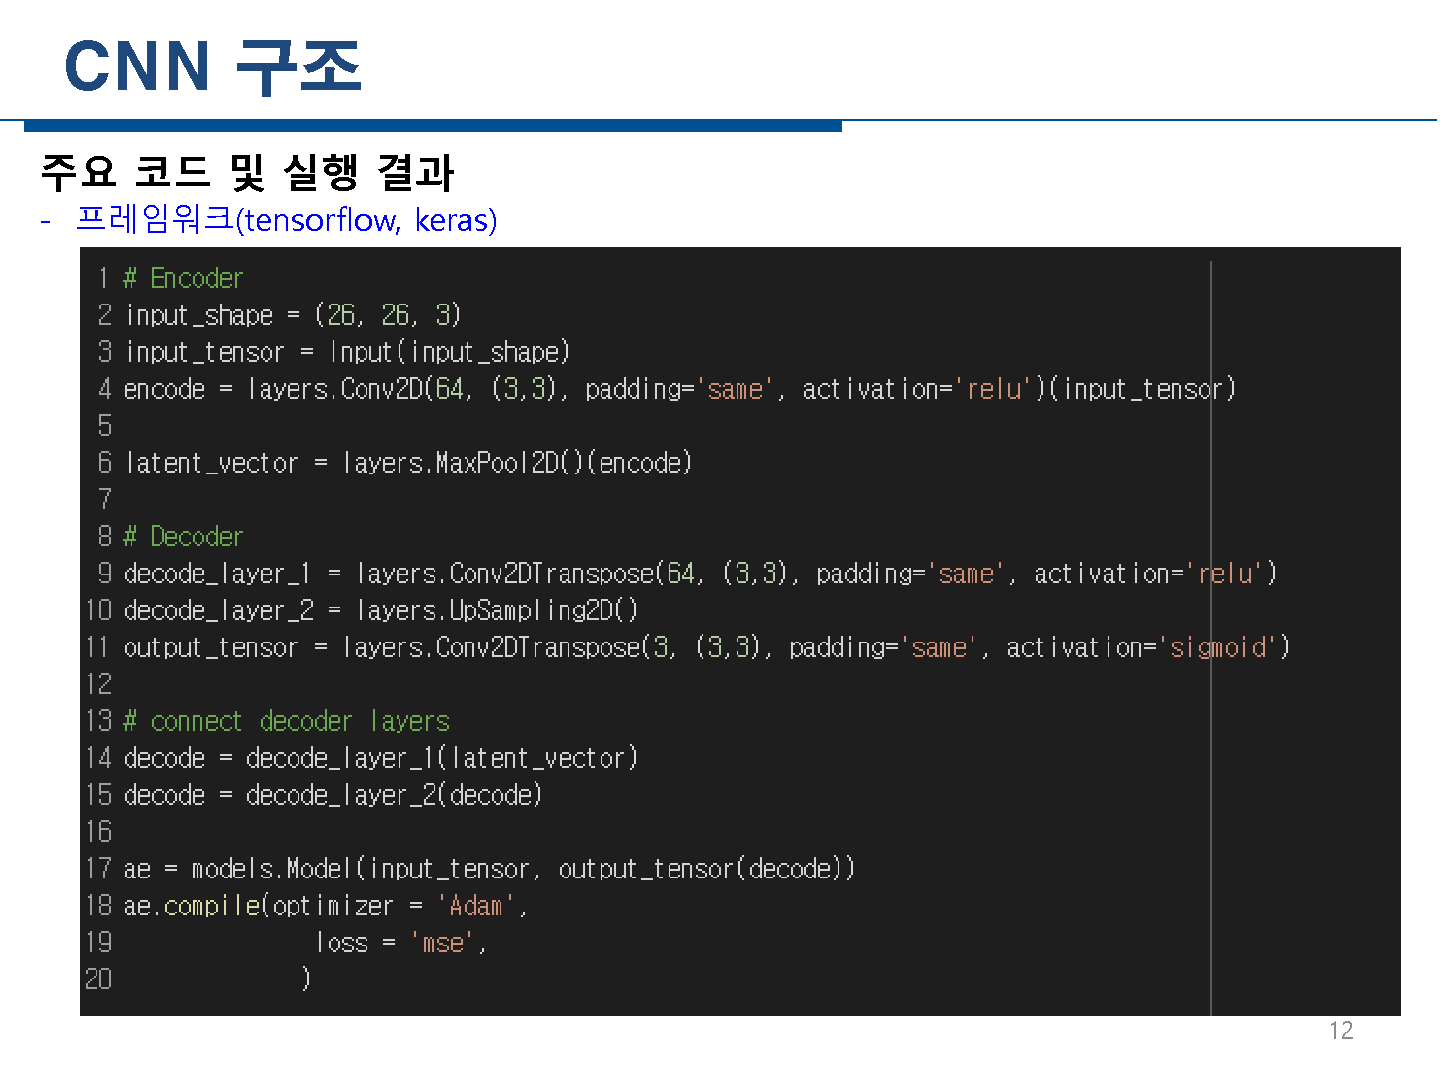 CNN 구조
주요 코드 및 실행 결과
- 프레임워크(tensorflow, keras)
1 # Encoder
2 input_shape = (26, 26, 3)
3 input_tensor = Input(input_shape)
4 encode = layers.Conv2D(64, (3,3), padding='same', activation='relu')(input_tensor)
5
6 latent_vector = layers.MaxPool2D()(encode)
7
8 # Decoder
9 decode_layer_1 = layers.Conv2DTranspose(64, (3,3), padding='same', activation='relu')
10 decode_layer_2 = layers.UpSampling2D()
11 output_tensor = layers.Conv2DTranspose(3, (3,3), padding='same', activation='sigmoid')
12
13 # connect decoder layers
14 decode = decode_layer_1(latent_vector)
15 decode = decode_layer_2(decode)
16
17 ae = models.Model(input_tensor, output_tensor(decode))
18 ae.compile(optimizer = 'Adam',
19 loss = 'mse',
20 )
12